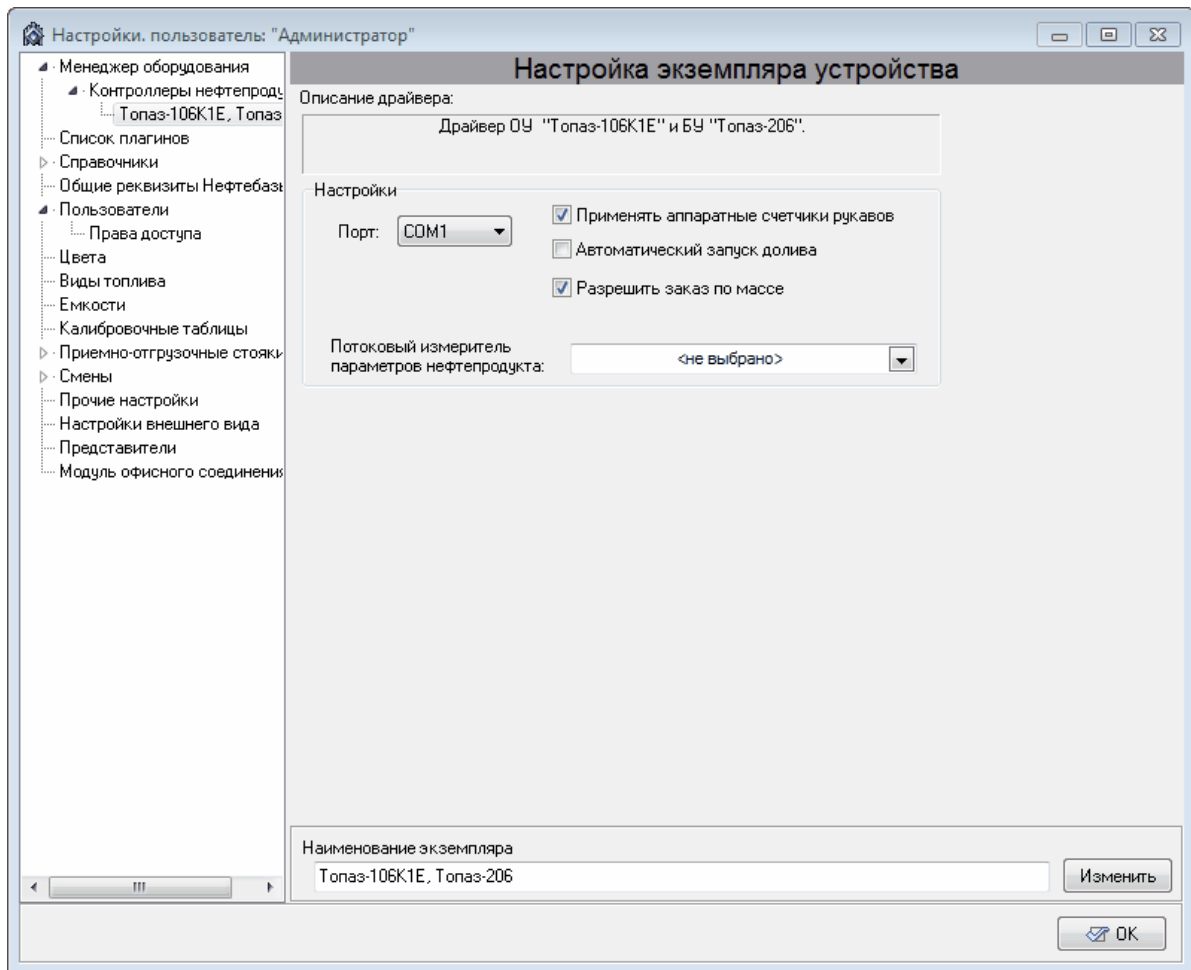 Настройки. пользователь: "Администратор"
Менеджер оборудования
Контроллеры нефтепроду
Топаз-106К1Е, Топаз
Список плагинов
Справочники
Общие реквизиты Нефтебазы
Пользователи
Права доступа
Цвета
Виды топлива
Емкости
Калибровочные таблицы
Приемно-отгрузочные стояки
Смены
Прочие настройки
Настройки внешнего вида
Представители
Модуль офисного соединения
Настройка экземпляра устройства
Описание драйвера:
Драйвер ОУ "Топаз-106К1Е" и БУ "Топаз-206".
Настройки
Порт:
COM1
Применять аппаратные счетчики рукавов
Автоматический запуск долива
Разрешить заказ по массе
Потоковый измеритель
параметров нефтепродукта:
<не выбрано>
Наименование экземпляра
Топаз-106К1Е, Топаз-206
Изменить
OK